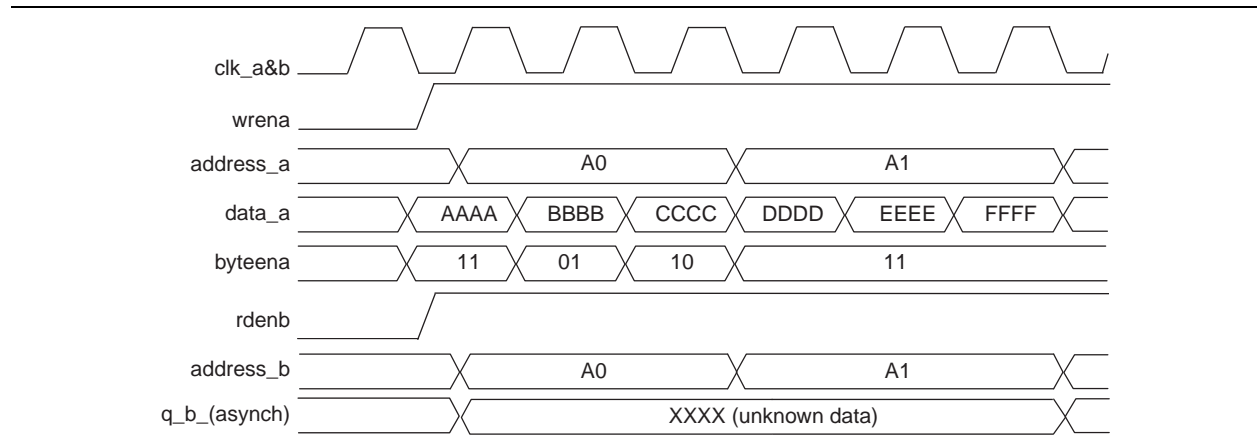 clk_a&b
wrena
address_a A0 A1
data_a AAAA BBBB CCCC DDDD EEEE FFFF
byteena 11 01 10 11
rdenb
address_b A0 A1
q_b_(asynch) XXXX (unknown data)